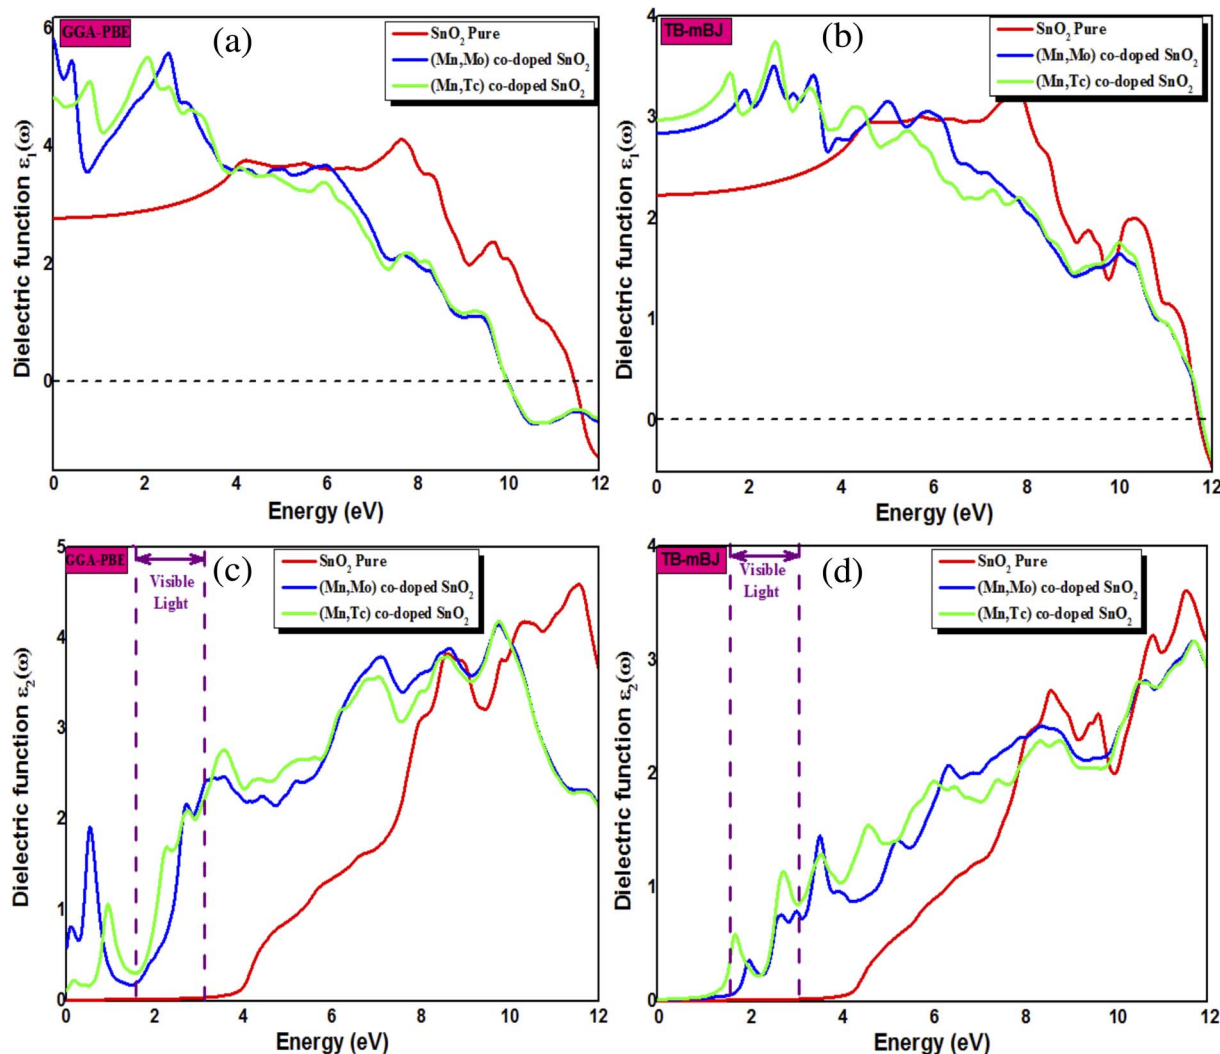 GGA-PBE
(a)
SnO2 Pure
(Mn,Mo) co-doped SnO2
(Mn,Tc) co-doped SnO2
Dielectric function ε1(ω)
6
4
2
0
0 2 4 6 8 10 12
Energy (eV)
TB-mBJ
(b)
SnO2 Pure
(Mn,Mo) co-doped SnO2
(Mn,Tc) co-doped SnO2
Dielectric function ε1(ω)
4
3
2
1
0
0 2 4 6 8 10 12
Energy (eV)
GGA-PBE
Visible
Light
(c)
SnO2 Pure
(Mn,Mo) co-doped SnO2
(Mn,Tc) co-doped SnO2
Dielectric function ε2(ω)
5
4
3
2
1
0
0 2 4 6 8 10 12
Energy (eV)
TB-mBJ
Visible
Light
(d)
SnO2 Pure
(Mn,Mo) co-doped SnO2
(Mn,Tc) co-doped SnO2
Dielectric function ε2(ω)
4
3
2
1
0
0 2 4 6 8 10 12
Energy (eV)